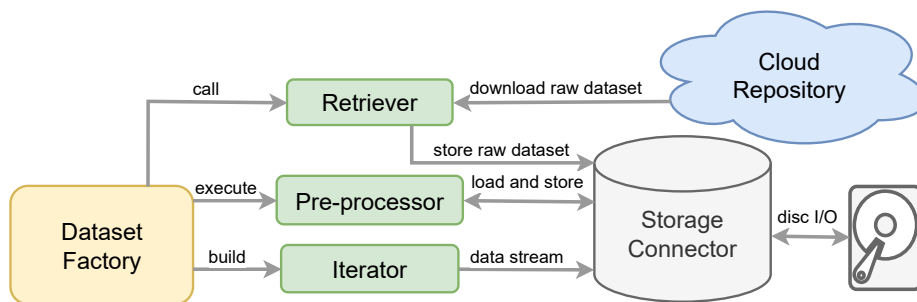 Cloud
Repository
call
Retriever
download raw dataset
store raw dataset
Dataset
Factory
execute
Pre-processor
load and store
Storage
Connector
disc I/O
build
Iterator
data stream